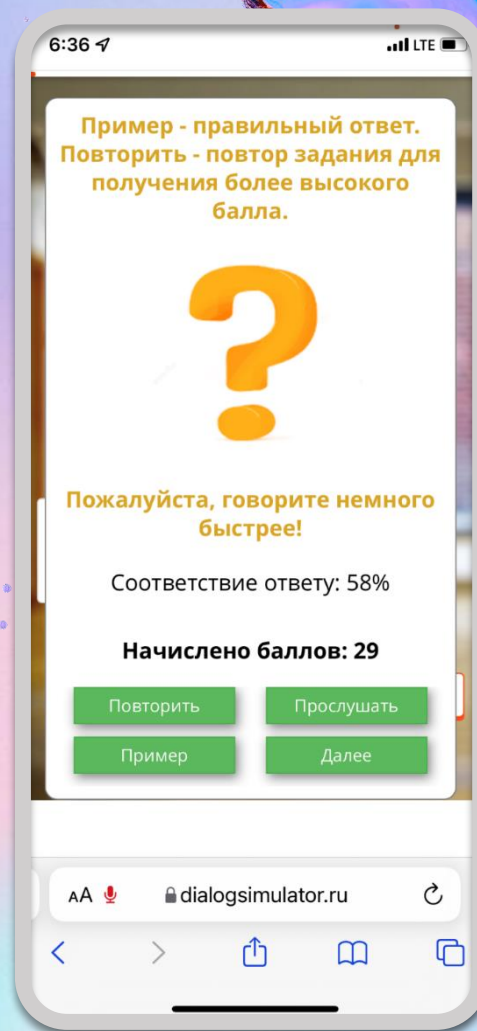 6:36
LTE
Пример - правильный ответ.
Повторить - повтор задания для
получения более высокого
балла.
?
Пожалуйста, говорите немного
быстрее!
Соответствие ответу: 58%
Начислено баллов: 29
Повторить
Прослушать
Пример
Далее
AA dialogsimulator.ru